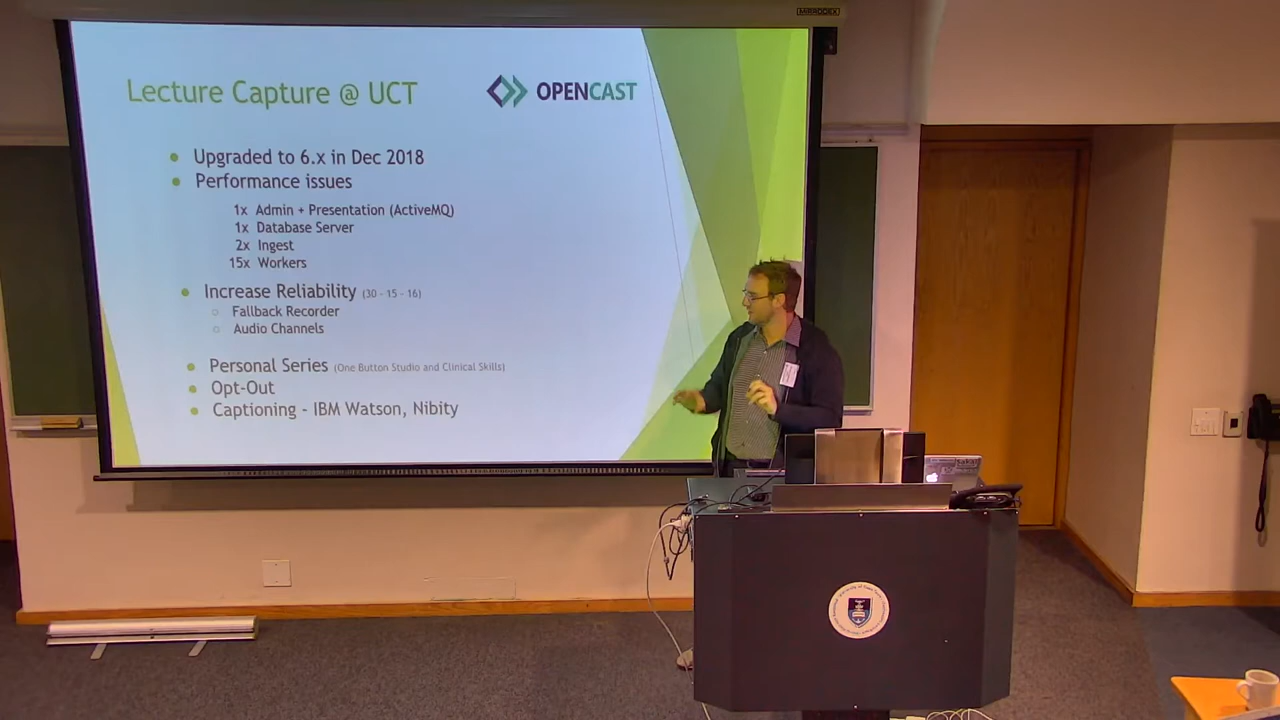 Lecture Capture @ UCT
OPENCAST
Upgraded to 6.x in Dec 2018
Performance issues
1x Admin + Presentation (ActiveMQ)
1x Database Server
2x Ingest
15x Workers
Increase Reliability (30 - 15 - 16)
Fallback Recorder
Audio Channels
Personal Series (One Button Studio and Clinical Skills)
Opt-Out
Captioning - IBM Watson, Nibity